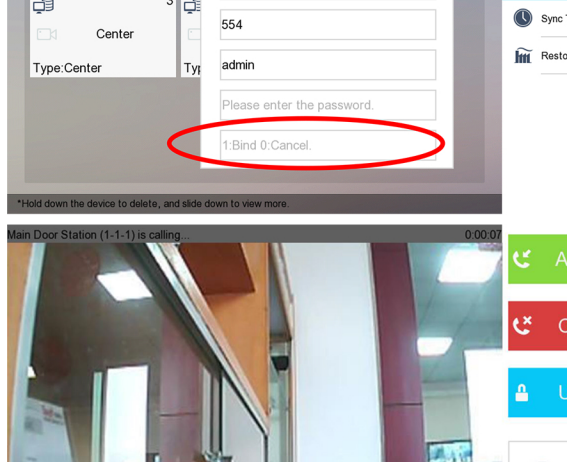 3
Center
Type:Center
554
admin
Please enter the password.
1:Bind 0:Cancel.
Sync
Resto
*Hold down the device to delete, and slide down to view more.
Main Door Station (1-1-1) is calling...
0:00:07
A
U